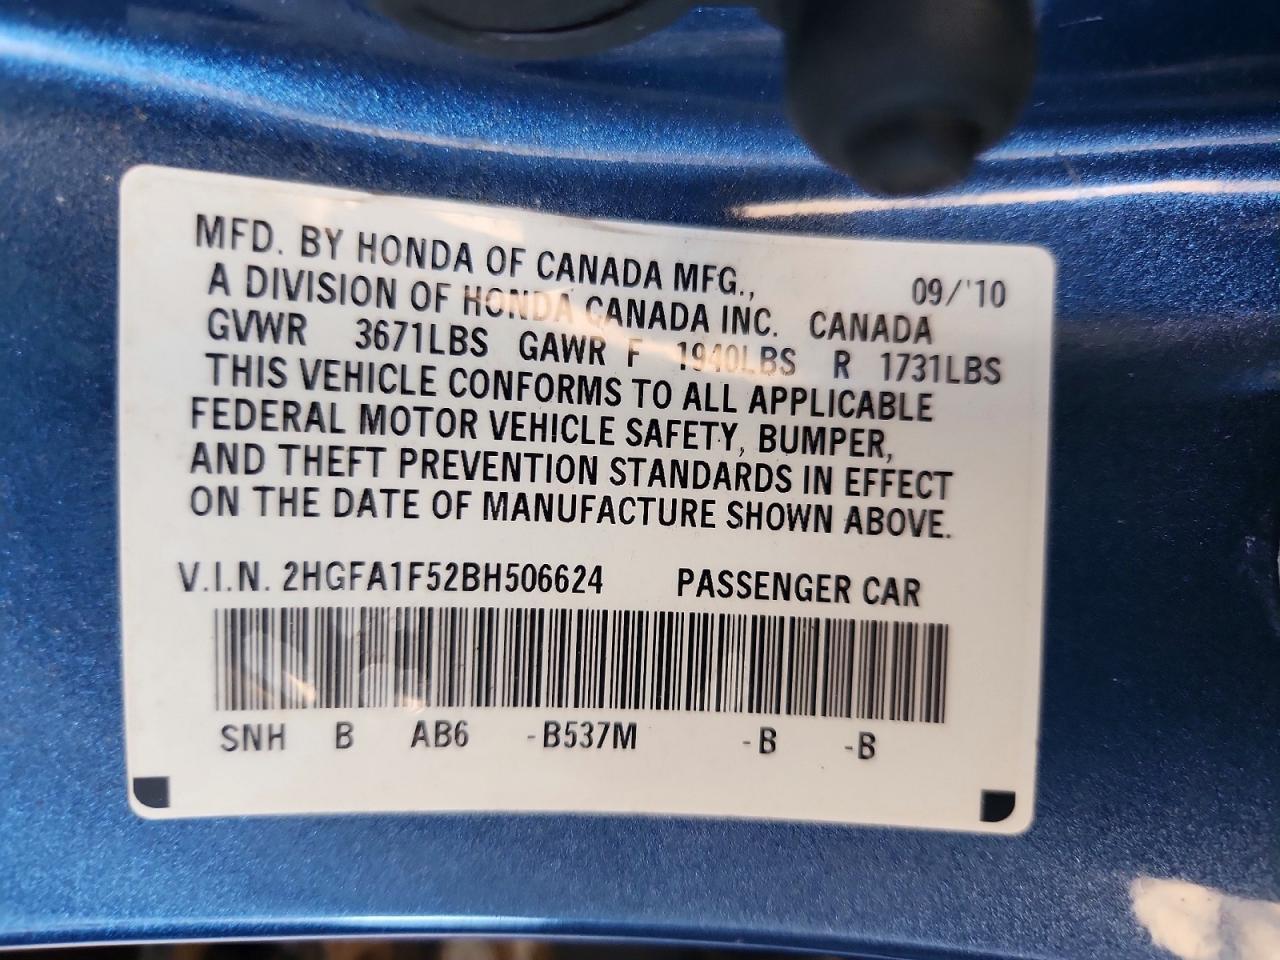 MFD. BY HONDA OF CANADA MFG., 09/'10
A DIVISION OF HONDA CANADA INC. CANADA
GVWR 3671LBS GAWR F 1940LBS R 1731LBS
THIS VEHICLE CONFORMS TO ALL APPLICABLE
FEDERAL MOTOR VEHICLE SAFETY, BUMPER,
AND THEFT PREVENTION STANDARDS IN EFFECT
ON THE DATE OF MANUFACTURE SHOWN ABOVE.
V.I.N. 2HGFA1F52BH506624 PASSENGER CAR
SNH B AB6 -B537M -B -B